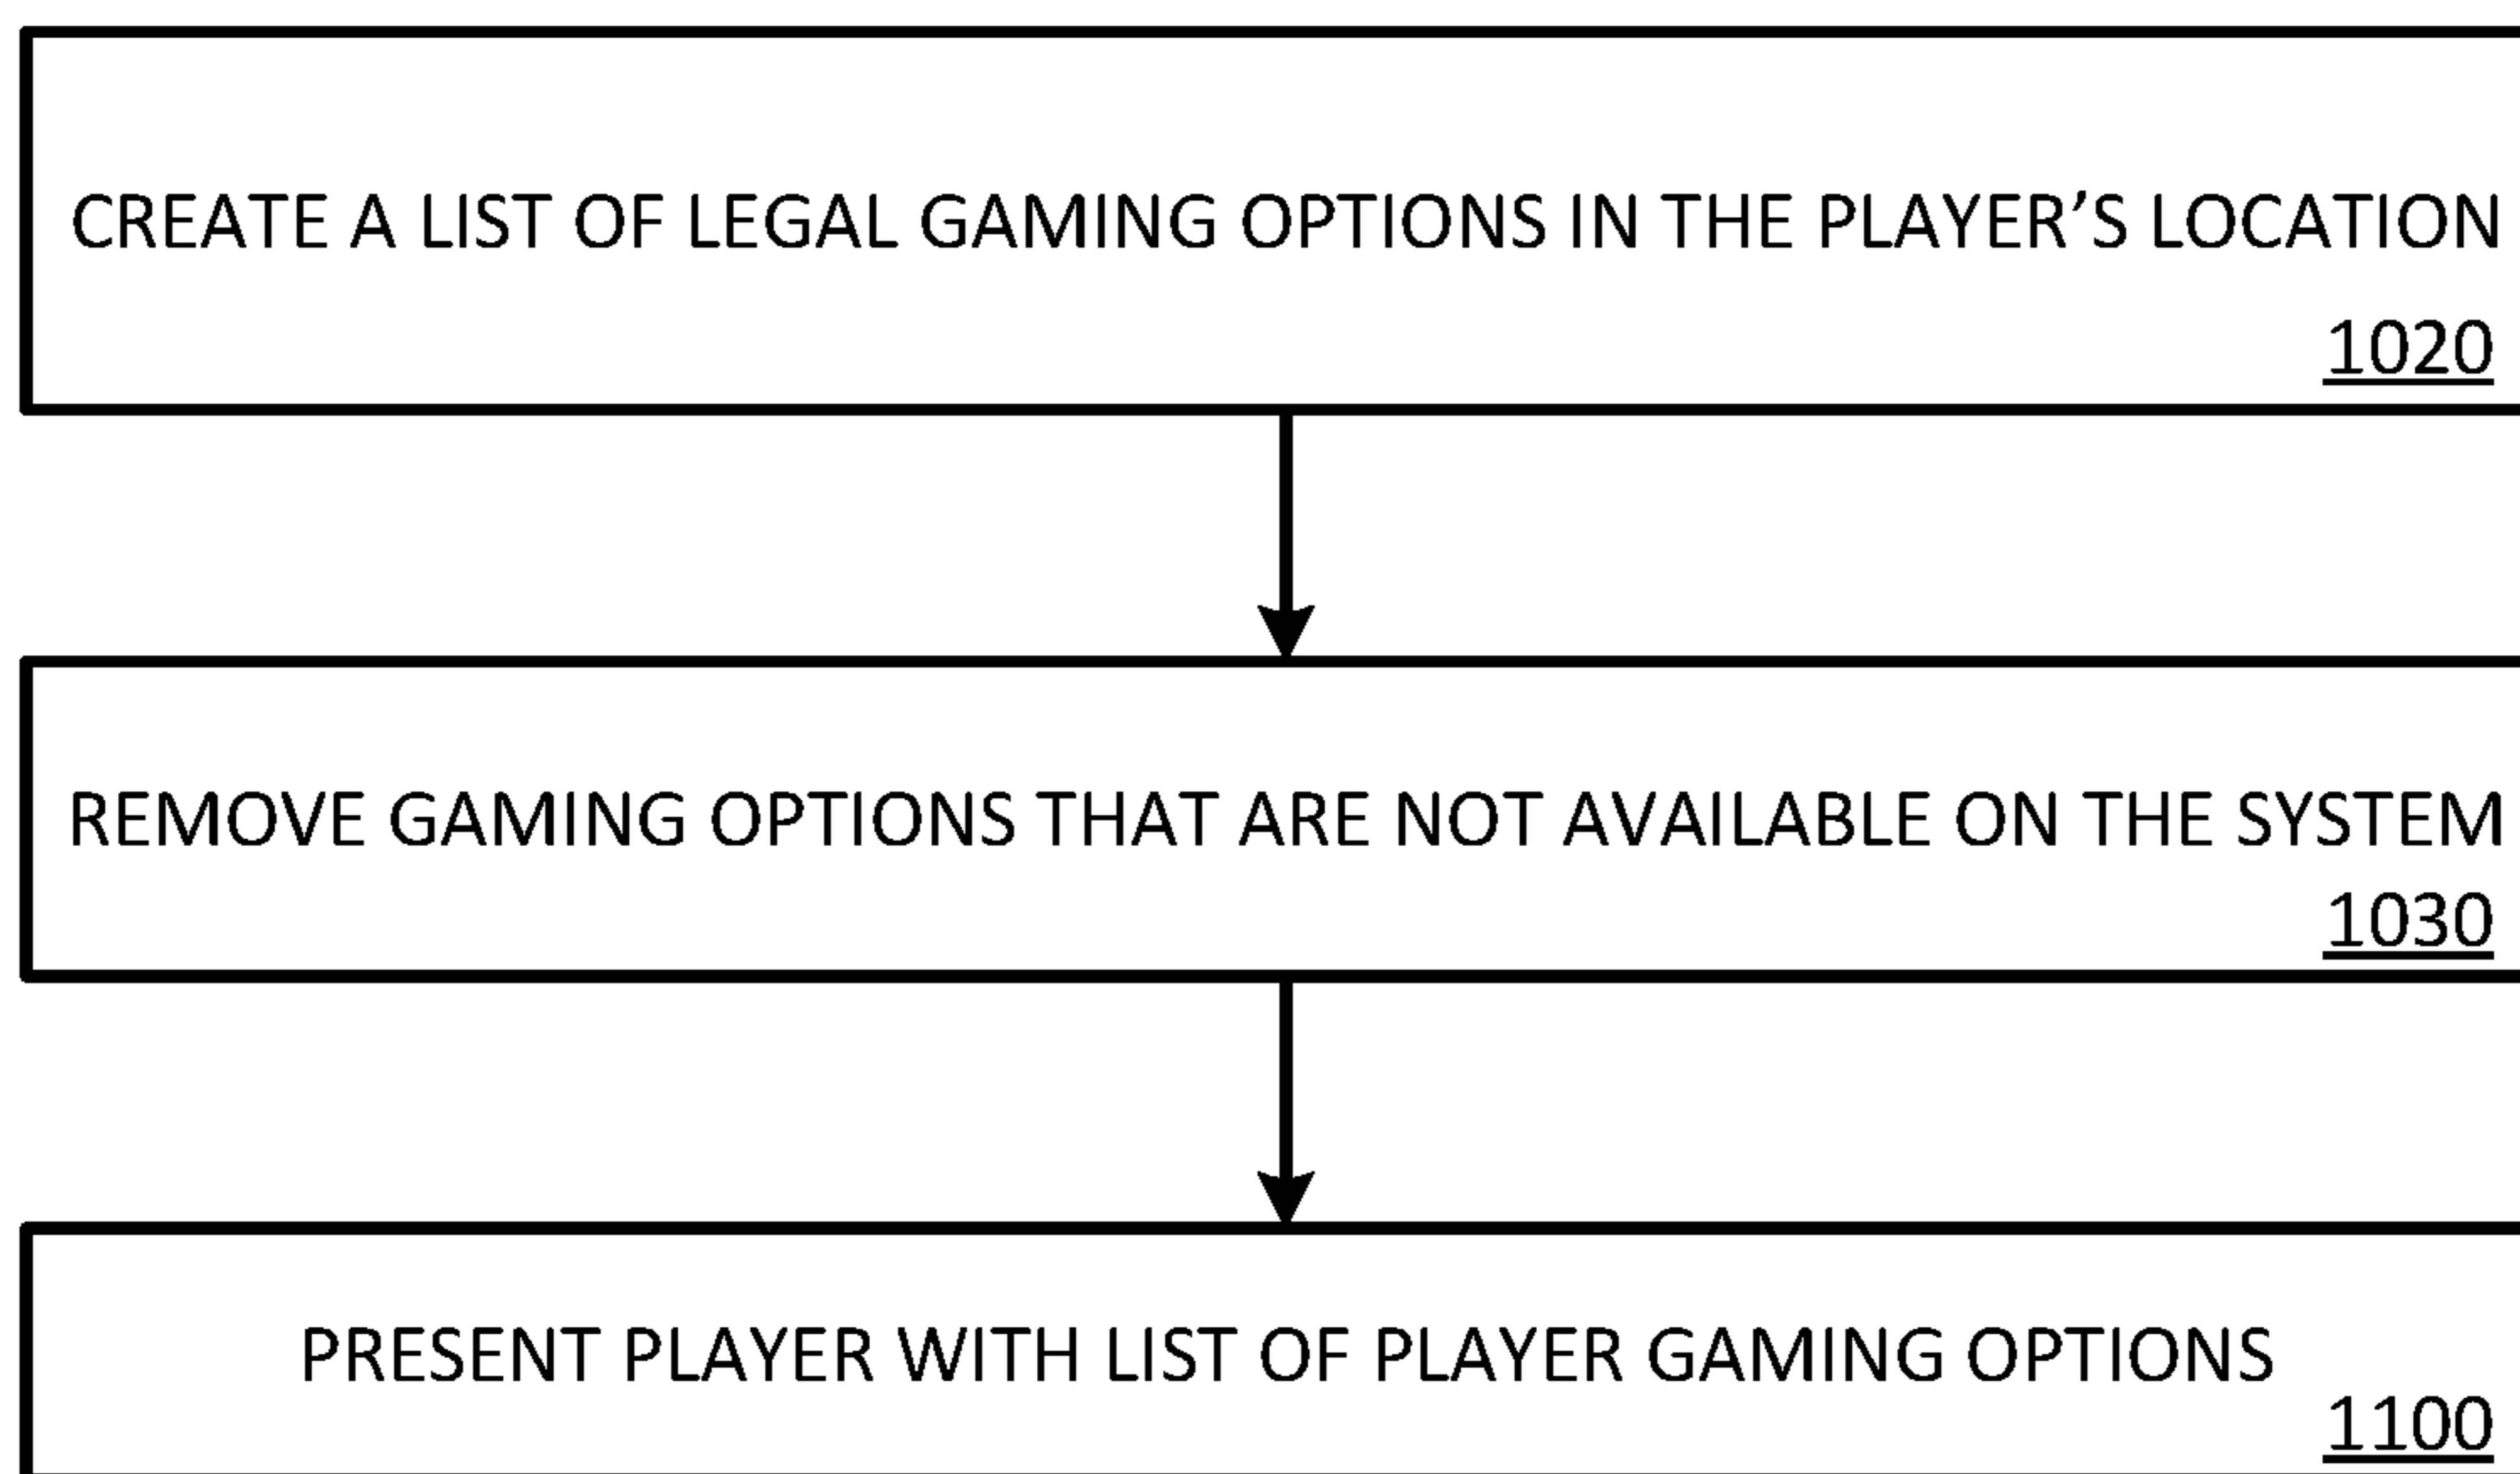 CREATE A LIST OF LEGAL GAMING OPTIONS IN THE PLAYER’S LOCATION
1020
REMOVE GAMING OPTIONS THAT ARE NOT AVAILABLE ON THE SYSTEM
1030
PRESENT PLAYER WITH LIST OF PLAYER GAMING OPTIONS
1100